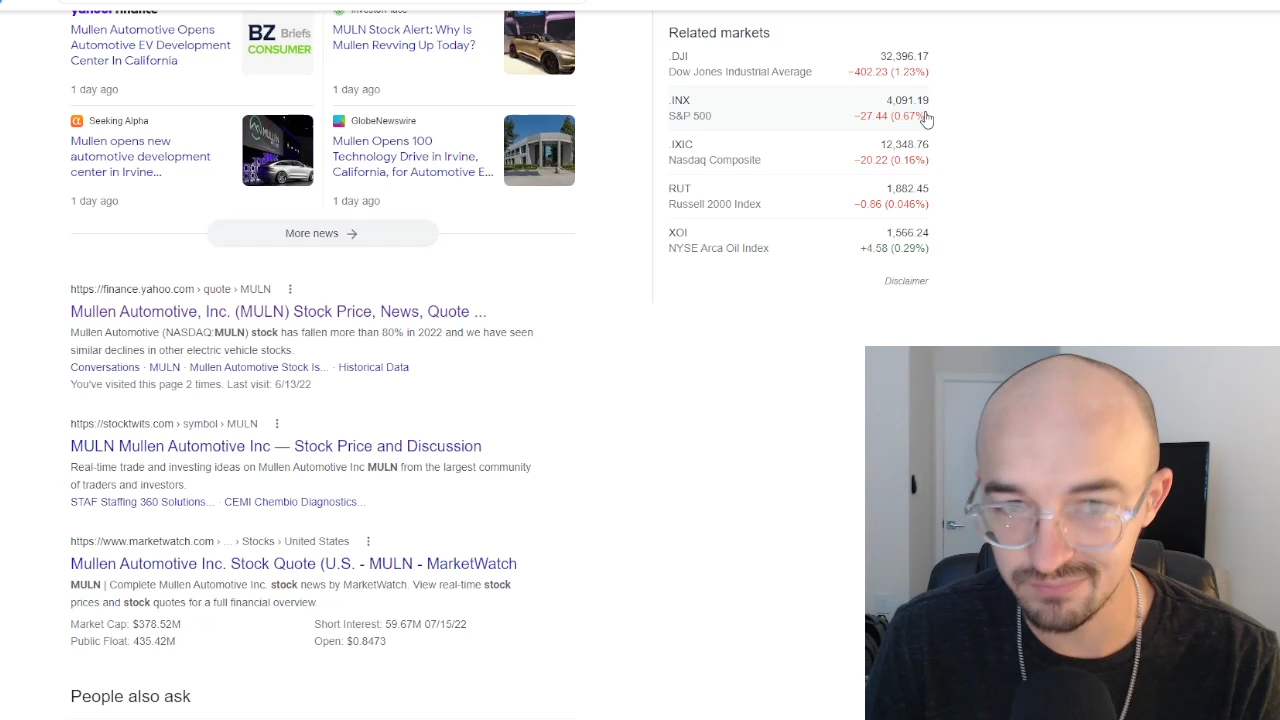 yahoo/finance
Mullen Automotive Opens
Automotive EV Development
Center In California
BZ Briefs
CONSUMER
1 day ago
InvestorPlace
MULN Stock Alert: Why Is
Mullen Revving Up Today?
1 day ago
Seeking Alpha
Mullen opens new
automotive development
center in Irvine...
1 day ago
GlobeNewswire
Mullen Opens 100
Technology Drive in Irvine,
California, for Automotive E...
1 day ago
More news →
https://finance.yahoo.com › quote › MULN
Mullen Automotive, Inc. (MULN) Stock Price, News, Quote ...
Mullen Automotive (NASDAQ:MULN) stock has fallen more than 80% in 2022 and we have seen
similar declines in other electric vehicle stocks.
Conversations · MULN · Mullen Automotive Stock Is... · Historical Data
You've visited this page 2 times. Last visit: 6/13/22
https://stocktwits.com › symbol › MULN
MULN Mullen Automotive Inc — Stock Price and Discussion
Real-time trade and investing ideas on Mullen Automotive Inc MULN from the largest community
of traders and investors.
STAF Staffing 360 Solutions... · CEMI Chembio Diagnostics...
https://www.marketwatch.com › ... › Stocks › United States
Mullen Automotive Inc. Stock Quote (U.S. - MULN - MarketWatch
MULN | Complete Mullen Automotive Inc. stock news by MarketWatch. View real-time stock
prices and stock quotes for a full financial overview.
Market Cap: $378.52M Short Interest: 59.67M 07/15/22
Public Float: 435.42M Open: $0.8473
People also ask
Related markets
.DJI 32,396.17
Dow Jones Industrial Average −402.23 (1.23%)
.INX 4,091.19
S&P 500 −27.44 (0.67%)
.IXIC 12,348.76
Nasdaq Composite −20.22 (0.16%)
RUT 1,882.45
Russell 2000 Index −0.86 (0.046%)
XOI 1,566.24
NYSE Arca Oil Index +4.58 (0.29%)
Disclaimer